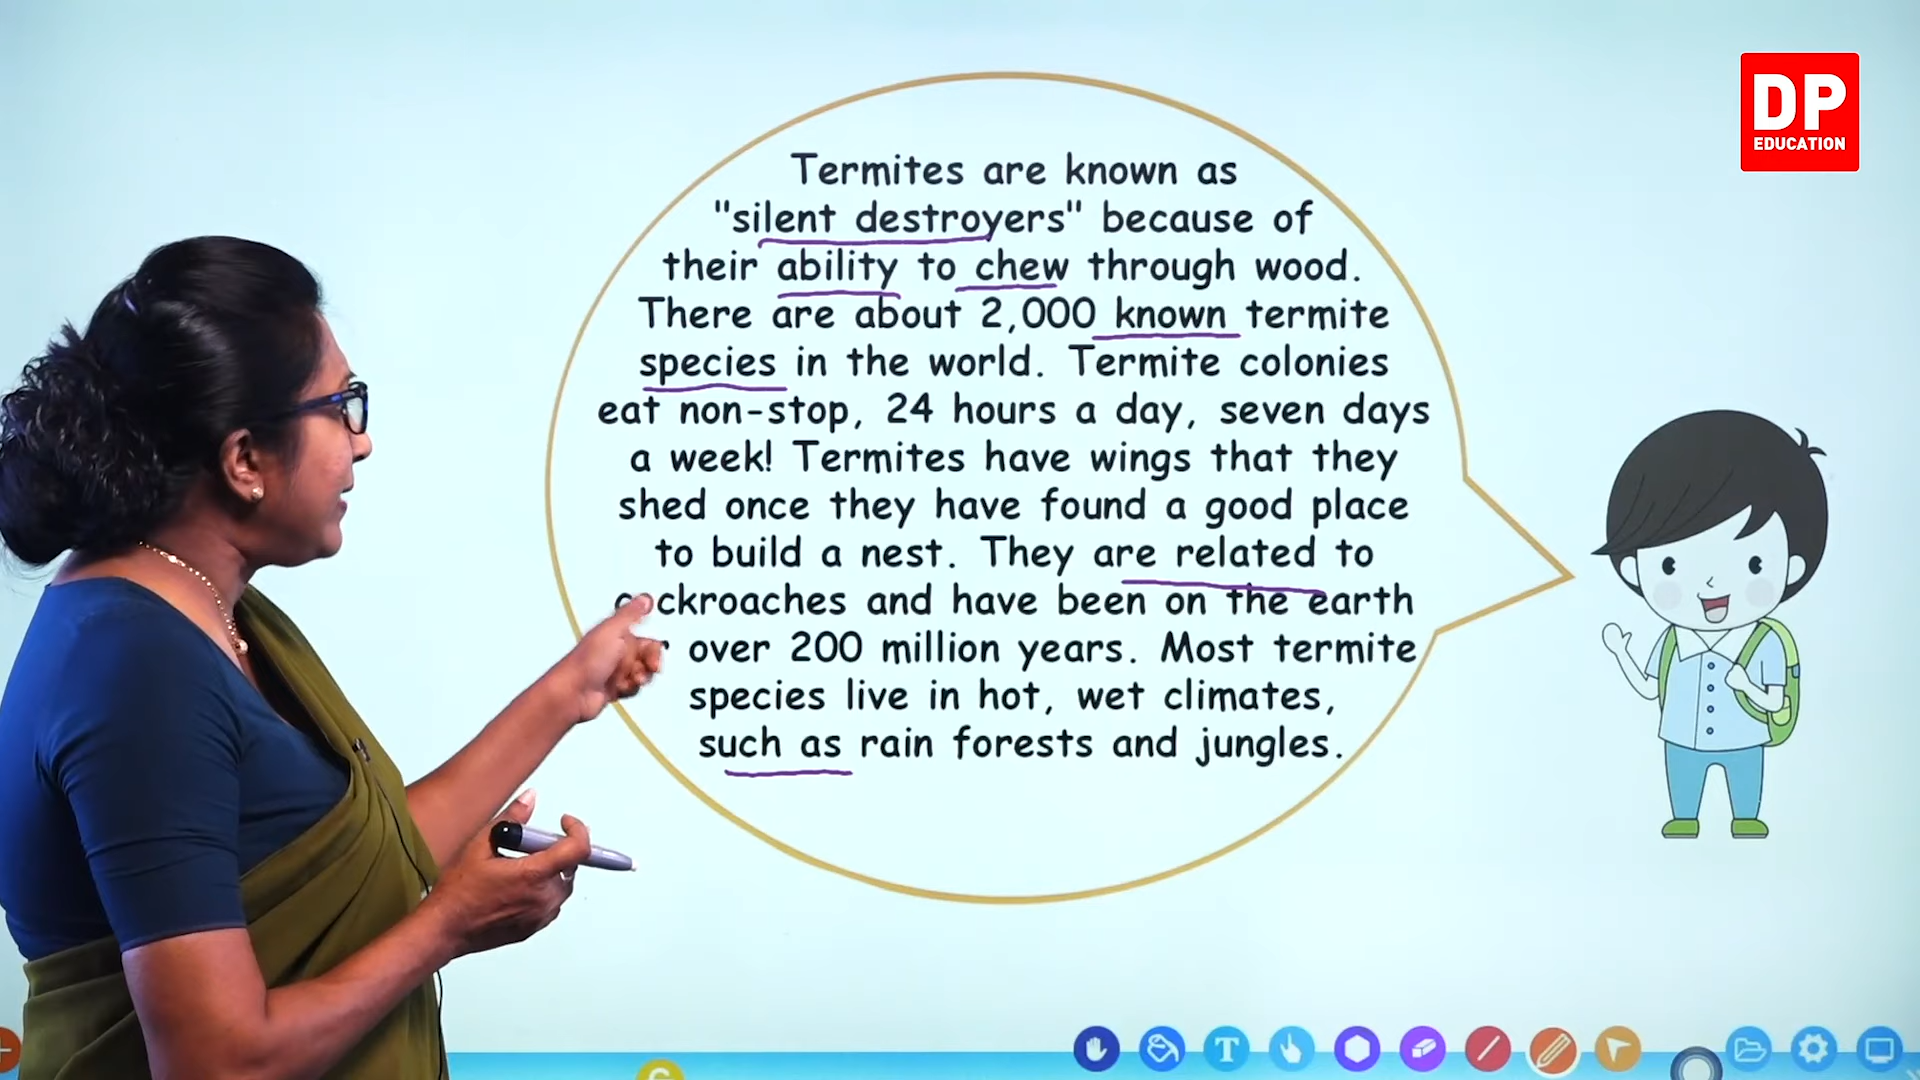 DP
EDUCATION
Termites are known as
"silent destroyers" because of
their ability to chew through wood.
There are about 2,000 known termite
species in the world. Termite colonies
eat non-stop, 24 hours a day, seven days
a week! Termites have wings that they
shed once they have found a good place
to build a nest. They are related to
cockroaches and have been on the earth
over 200 million years. Most termite
species live in hot, wet climates,
such as rain forests and jungles.
T